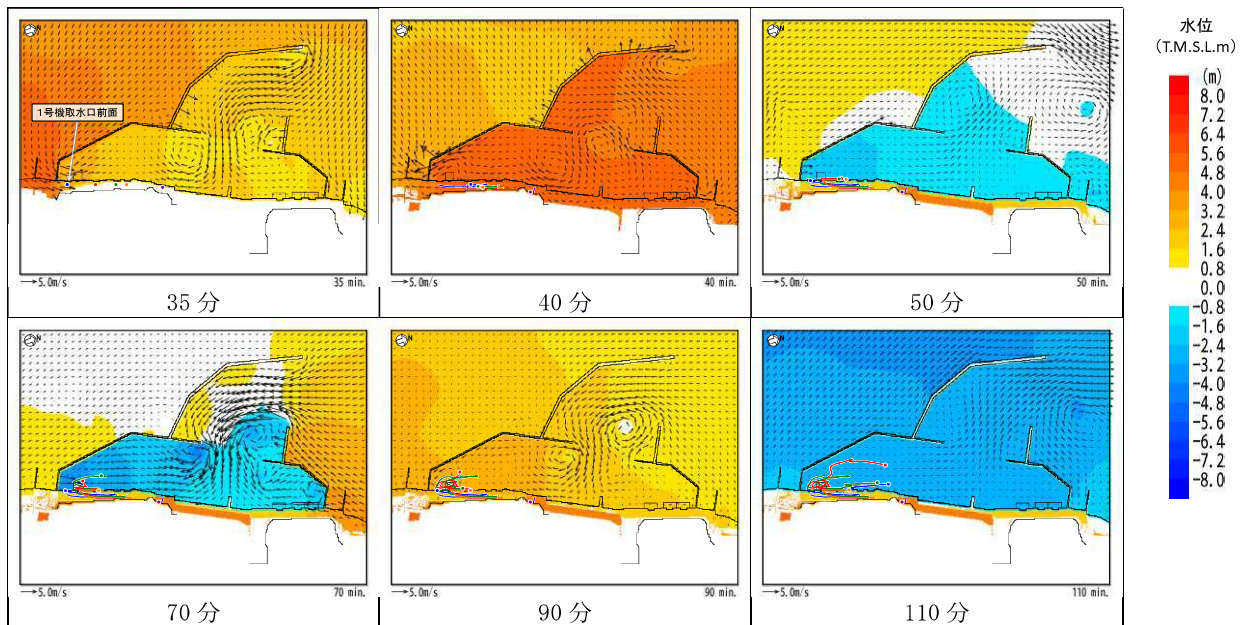 水位
(T.M.S.L.m)
(m)
8.0
7.2
6.4
5.6
4.8
4.0
3.2
2.4
1.6
0.8
0.0
-0.8
-1.6
-2.4
-3.2
-4.0
-4.8
-5.6
-6.4
-7.2
-8.0
N
1号機取水口前面
5.0m/s
35 min.
35分
N
5.0m/s
40 min.
40分
N
5.0m/s
50 min.
50分
N
5.0m/s
70 min.
70分
N
5.0m/s
90 min.
90分
N
5.0m/s
110 min.
110分